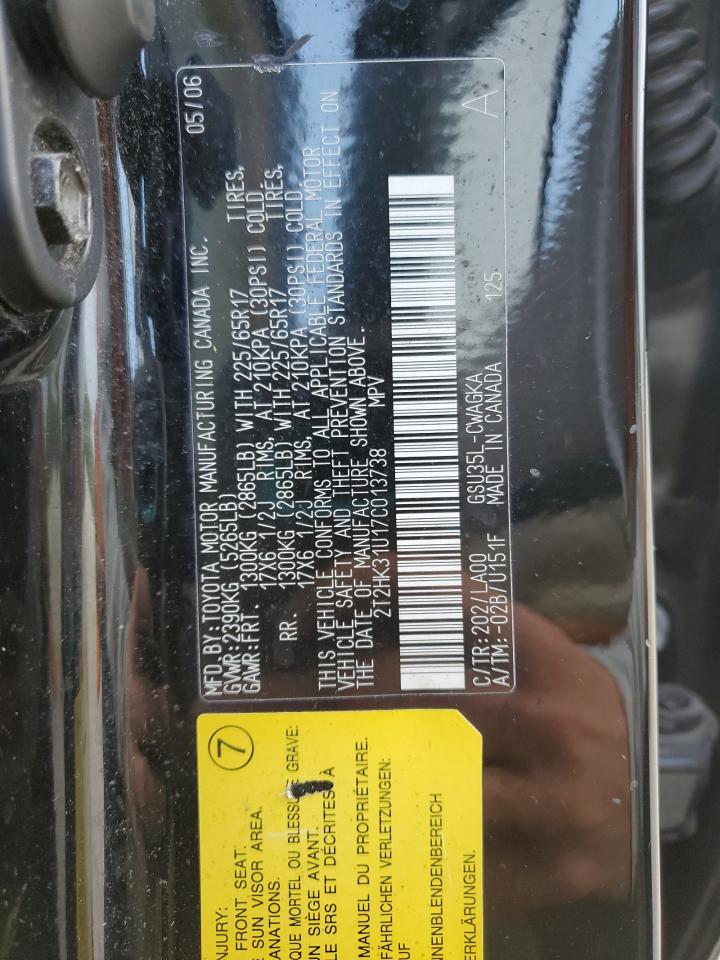 MFD. BY: TOYOTA MOTOR MANUFACTURING CANADA INC. 05/06
GVWR: 2390KG (5265LB)
GAWR: FRT. 1300KG (2865LB) WITH 225/65R17 TIRES,
17X6 1/2J RIMS, AT 210KPA (30PSI) COLD
RR. 1300KG (2865LB) WITH 225/65R17 TIRES,
17X6 1/2J RIMS, AT 210KPA (30PSI) COLD
THIS VEHICLE CONFORMS TO ALL APPLICABLE FEDERAL MOTOR
VEHICLE SAFETY AND THEFT PREVENTION STANDARDS IN EFFECT ON
THE DATE OF MANUFACTURE SHOWN ABOVE.
2T2HK31U17C013738 MPV
C/TR: 202/LA00 GSU35L-CWAGKA A
A/TM: -02B/U151F MADE IN CANADA 125
7
NJURY:
FRONT SEAT.
SUN VISOR AREA.
ANATIONS.
QUE MORTEL OU BLESSURE GRAVE:
UN SIÈGE AVANT.
LE SRS ET DÉCRITES À
MANUEL DU PROPRIÉTAIRE.
FÄHRLICHEN VERLETZUNGEN:
UF
NNENBLENDENBEREICH
ERKLÄRUNGEN.